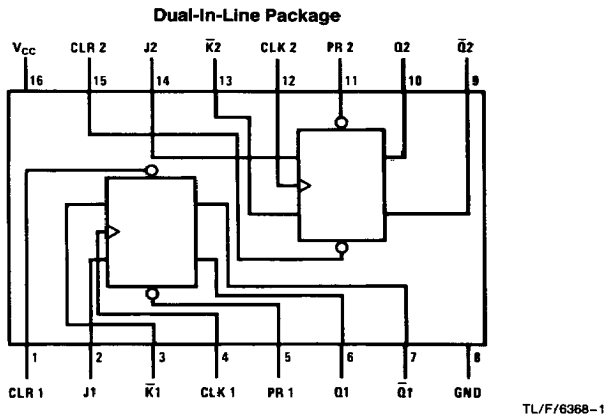 Dual-In-Line Package
VCC CLR 2 J2 K̅2 CLK 2 PR 2 Q2 Q̅2
16 15 14 13 12 11 10 9
1 2 3 4 5 6 7 8
CLR 1 J1 K̅1 CLK 1 PR 1 Q1 Q̅1 GND
TL/F/6368–1